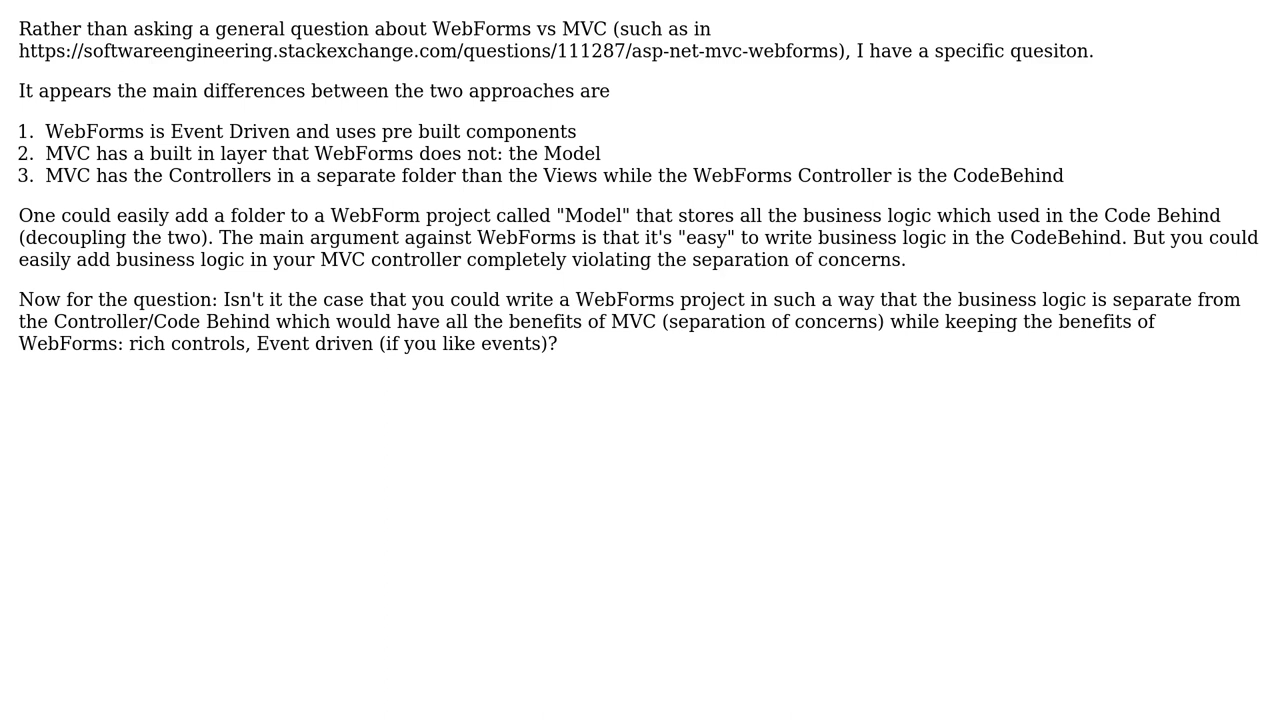 Rather than asking a general question about WebForms vs MVC (such as in
https://softwareengineering.stackexchange.com/questions/111287/asp-net-mvc-webforms), I have a specific quesiton.
It appears the main differences between the two approaches are
1. WebForms is Event Driven and uses pre built components
2. MVC has a built in layer that WebForms does not: the Model
3. MVC has the Controllers in a separate folder than the Views while the WebForms Controller is the CodeBehind
One could easily add a folder to a WebForm project called "Model" that stores all the business logic which used in the Code Behind
(decoupling the two). The main argument against WebForms is that it's "easy" to write business logic in the CodeBehind. But you could
easily add business logic in your MVC controller completely violating the separation of concerns.
Now for the question: Isn't it the case that you could write a WebForms project in such a way that the business logic is separate from
the Controller/Code Behind which would have all the benefits of MVC (separation of concerns) while keeping the benefits of
WebForms: rich controls, Event driven (if you like events)?